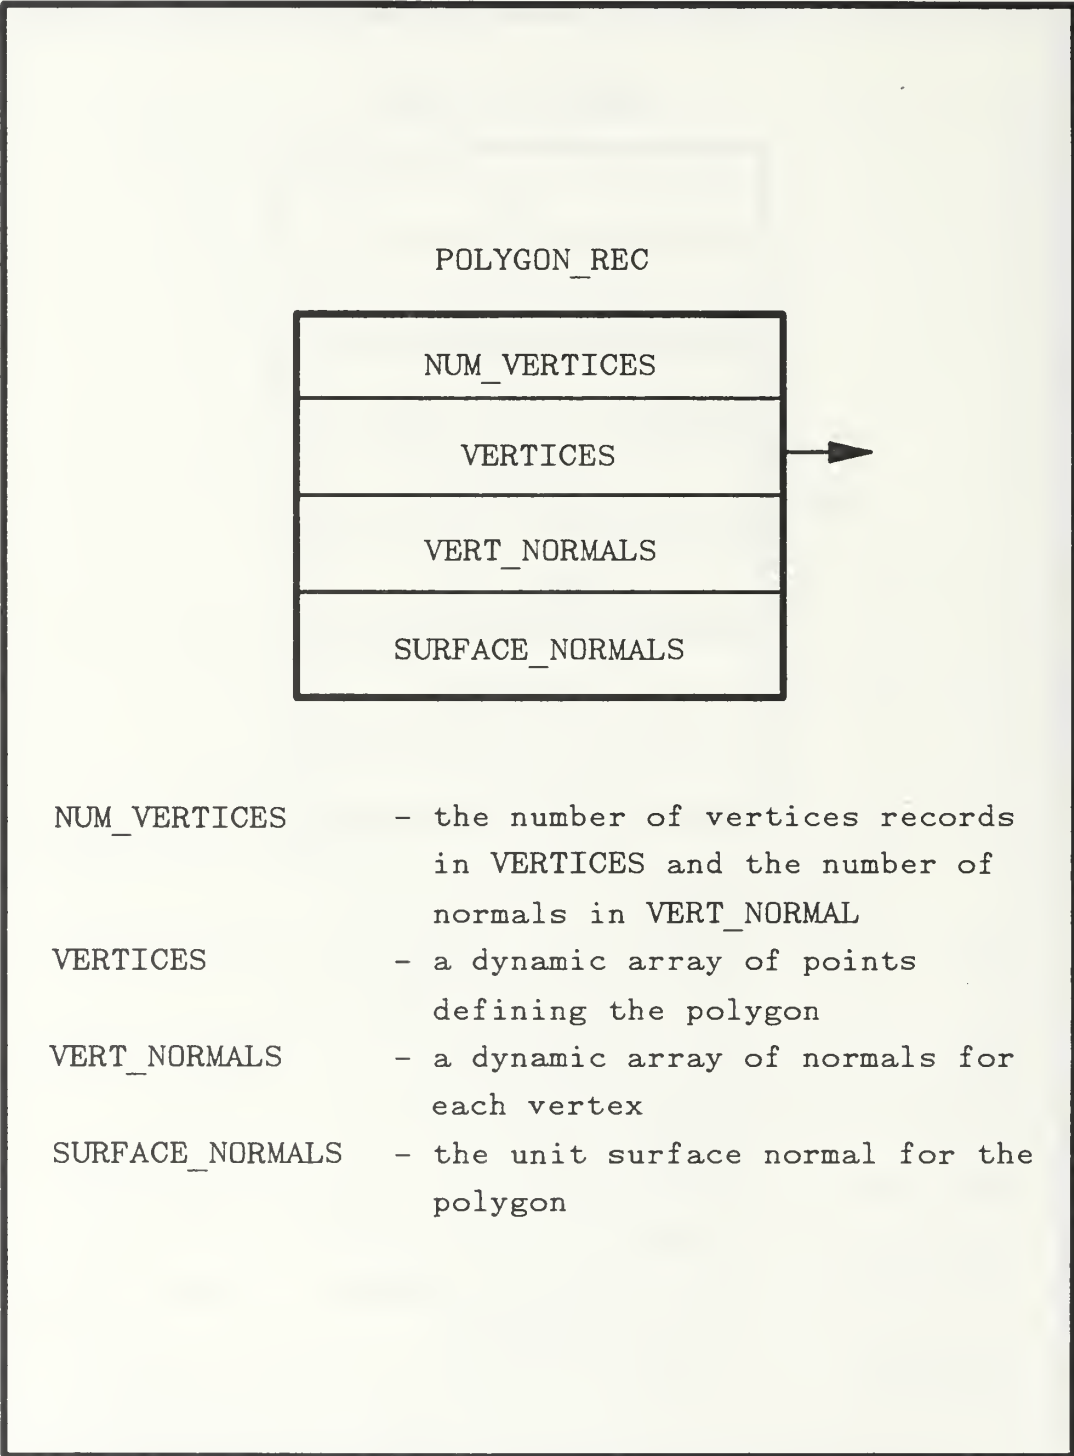 POLYGON_REC
NUM_VERTICES
VERTICES
VERT_NORMALS
SURFACE_NORMALS
NUM_VERTICES - the number of vertices records
in VERTICES and the number of
normals in VERT_NORMAL
VERTICES - a dynamic array of points
defining the polygon
VERT_NORMALS - a dynamic array of normals for
each vertex
SURFACE_NORMALS - the unit surface normal for the
polygon